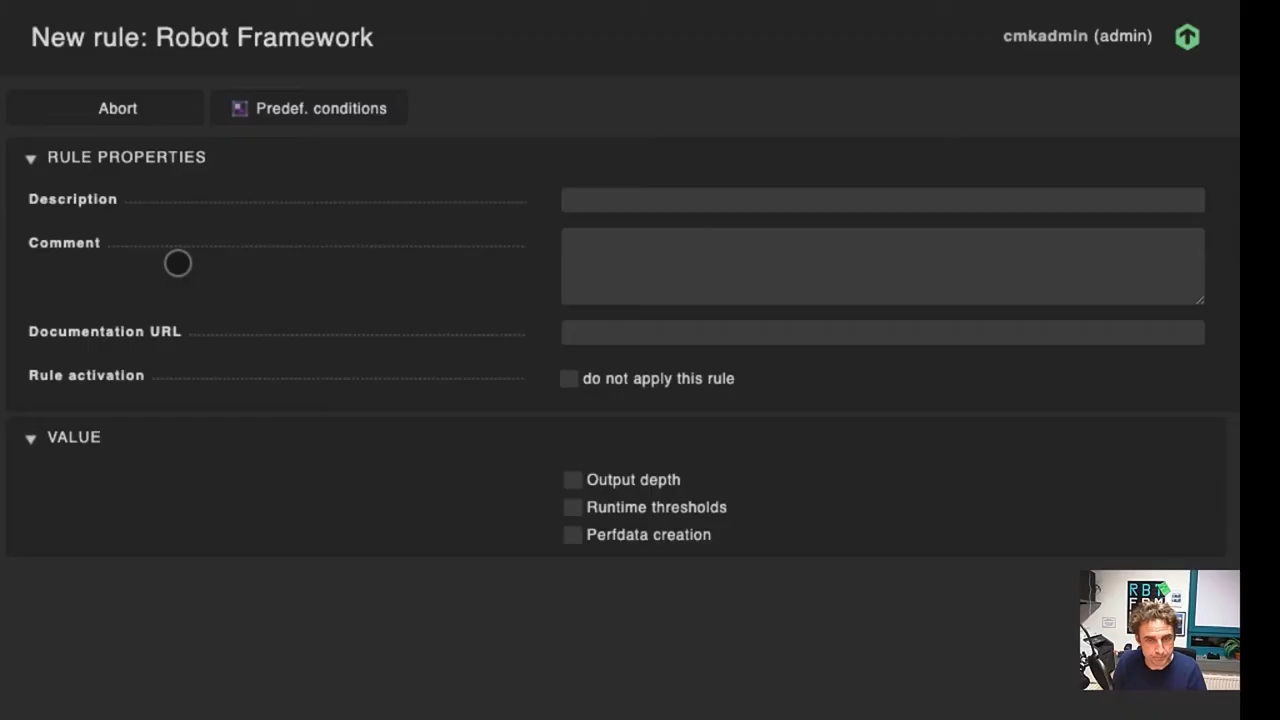 New rule: Robot Framework
cmkadmin (admin)
Abort
Predef. conditions
RULE PROPERTIES
Description
Comment
Documentation URL
Rule activation
do not apply this rule
VALUE
Output depth
Runtime thresholds
Perfdata creation
RBT